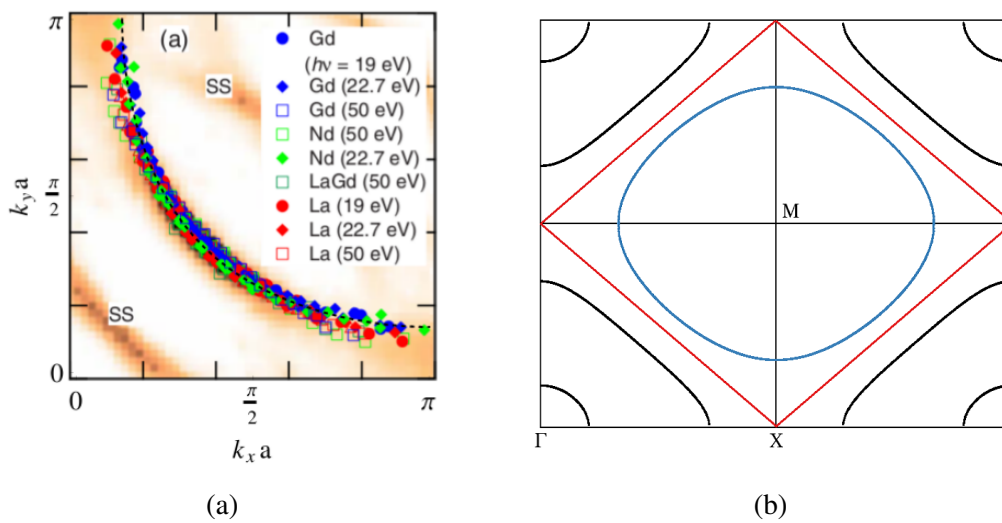 π
(a)
Gd
(hν = 19 eV)
SS
Gd (22.7 eV)
Gd (50 eV)
Nd (50 eV)
Nd (22.7 eV)
LaGd (50 eV)
La (19 eV)
La (22.7 eV)
La (50 eV)
k_y a
π/2
SS
0
0
π/2
π
k_x a
(a)
M
Γ
X
(b)